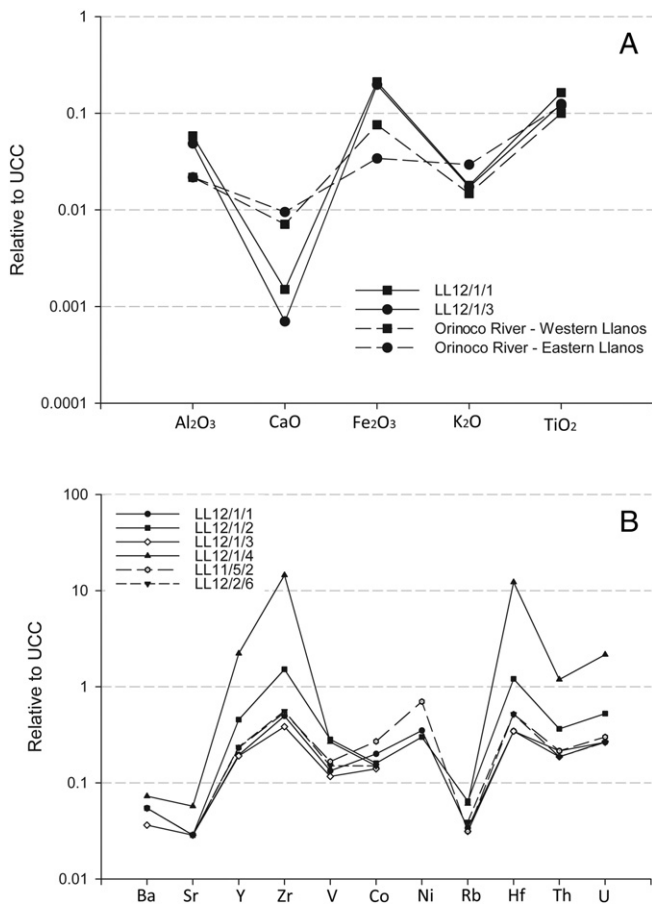 A
1
0.1
0.01
0.001
0.0001
Relative to UCC
LL12/1/1
LL12/1/3
Orinoco River - Western Llanos
Orinoco River - Eastern Llanos
Al₂O₃ CaO Fe₂O₃ K₂O TiO₂
B
100
10
1
0.1
0.01
Relative to UCC
LL12/1/1
LL12/1/2
LL12/1/3
LL12/1/4
LL11/5/2
LL12/2/6
Ba Sr Y Zr V Co Ni Rb Hf Th U